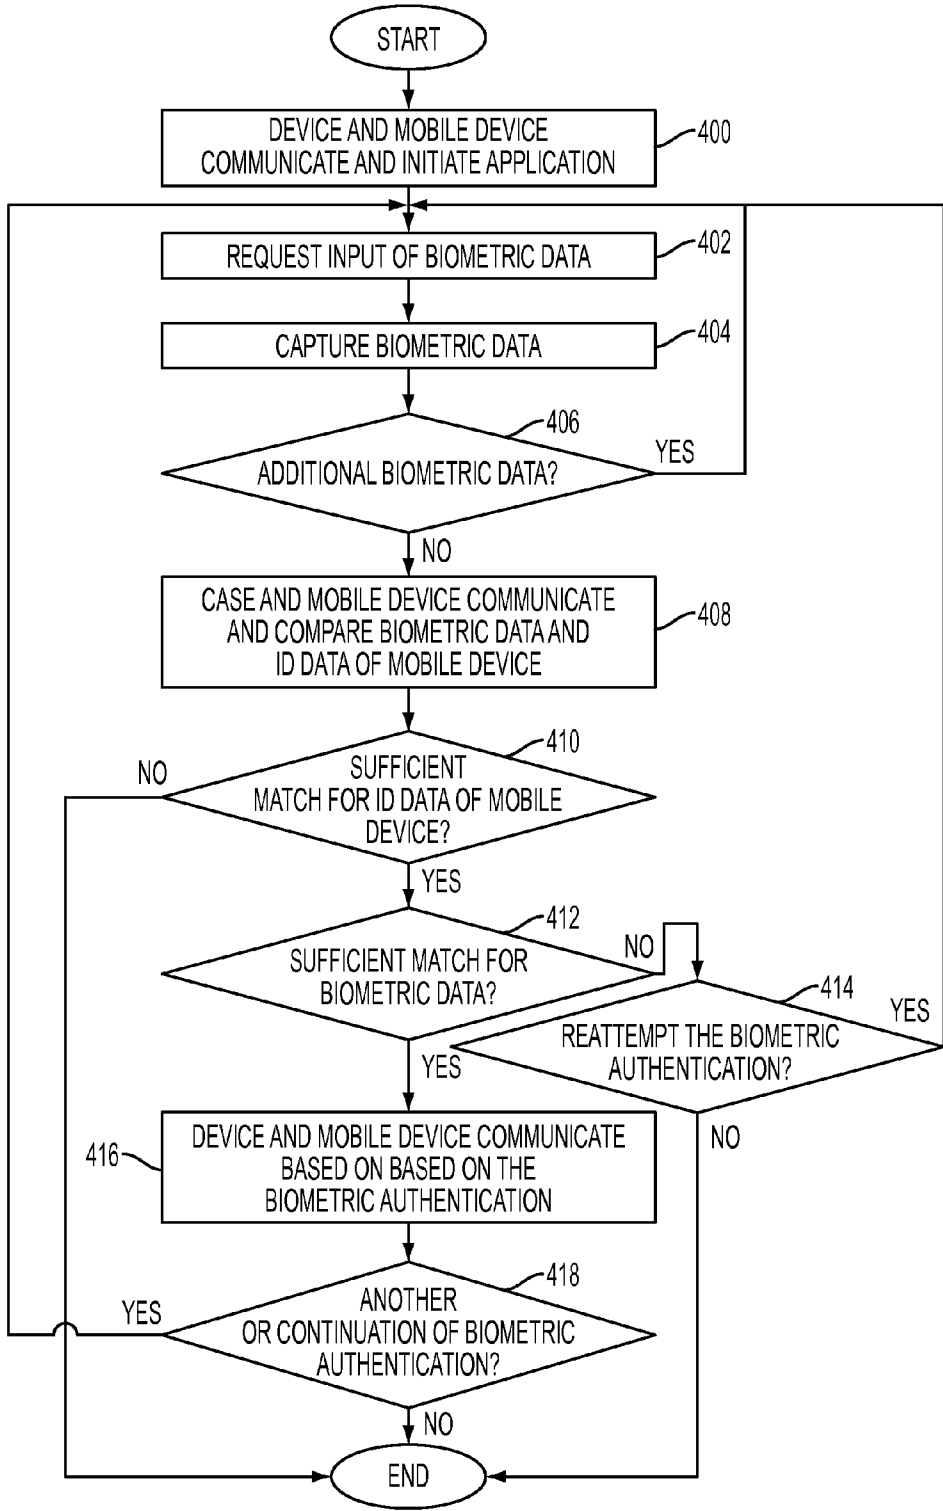 START
DEVICE AND MOBILE DEVICE
COMMUNICATE AND INITIATE APPLICATION
400
REQUEST INPUT OF BIOMETRIC DATA
402
CAPTURE BIOMETRIC DATA
404
406
ADDITIONAL BIOMETRIC DATA?
YES
NO
CASE AND MOBILE DEVICE COMMUNICATE
AND COMPARE BIOMETRIC DATA AND
ID DATA OF MOBILE DEVICE
408
410
NO
SUFFICIENT
MATCH FOR ID DATA OF MOBILE
DEVICE?
YES
412
NO
SUFFICIENT MATCH FOR
BIOMETRIC DATA?
414
YES
REATTEMPT THE BIOMETRIC
AUTHENTICATION?
YES
NO
416
DEVICE AND MOBILE DEVICE COMMUNICATE
BASED ON BASED ON THE
BIOMETRIC AUTHENTICATION
418
YES
ANOTHER
OR CONTINUATION OF BIOMETRIC
AUTHENTICATION?
NO
END